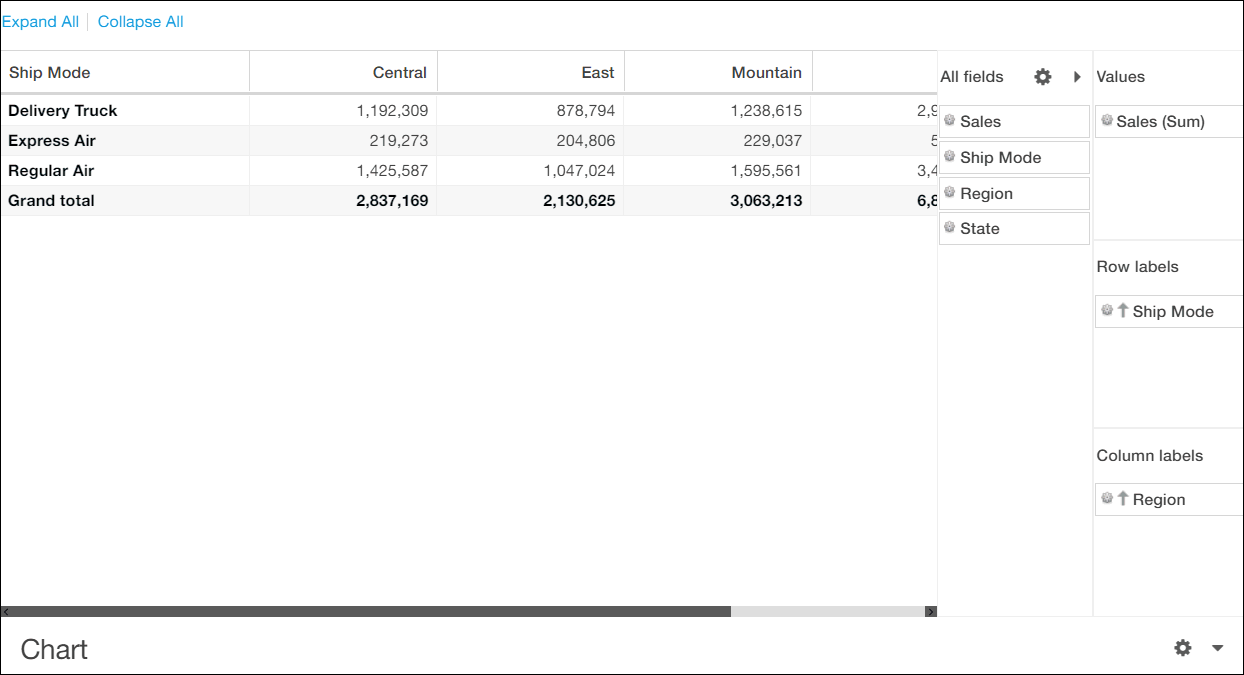 Expand All | Collapse All
Ship Mode Central East Mountain
Delivery Truck 1,192,309 878,794 1,238,615 2,9
Express Air 219,273 204,806 229,037 5
Regular Air 1,425,587 1,047,024 1,595,561 3,4
Grand total 2,837,169 2,130,625 3,063,213 6,8
All fields
Sales
Ship Mode
Region
State
Values
Sales (Sum)
Row labels
Ship Mode
Column labels
Region
Chart